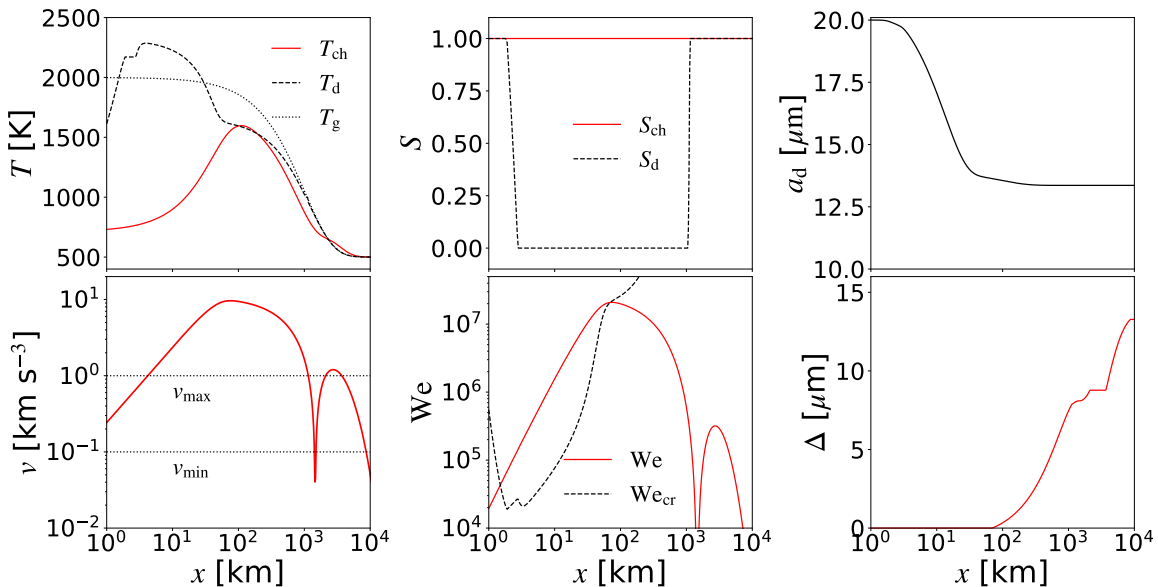 2500
2000
1500
1000
500
T [K]
T_ch
T_d
T_g
1.00
0.75
0.50
0.25
0.00
S
S_ch
S_d
20.0
17.5
15.0
12.5
10.0
a_d [μm]
10^1
10^0
10^−1
10^−2
v [km s^−3]
v_max
v_min
10^0 10^1 10^2 10^3 10^4
x [km]
10^7
10^6
10^5
10^4
We
We
We_cr
10^0 10^1 10^2 10^3 10^4
x [km]
15
10
5
0
Δ [μm]
10^0 10^1 10^2 10^3 10^4
x [km]